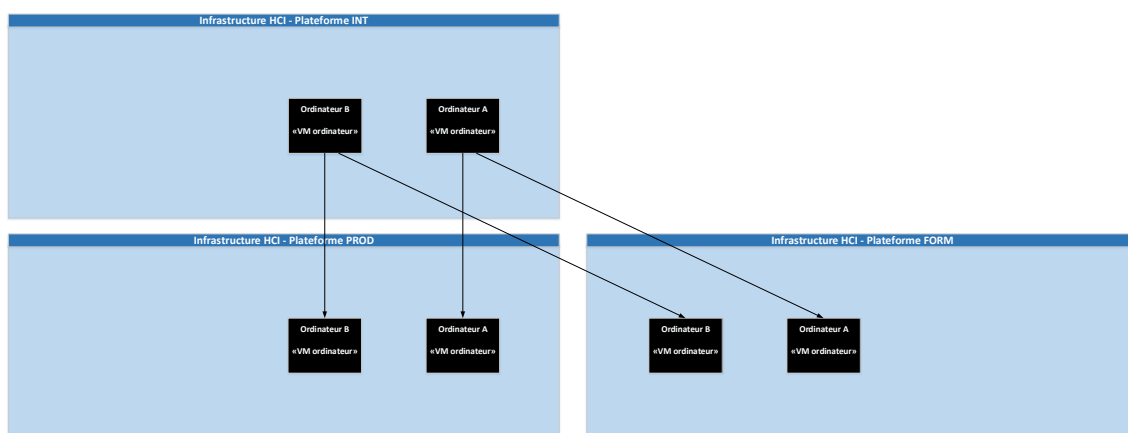 Infrastructure HCI - Plateforme INT
Ordinateur B
«VM ordinateur»
Ordinateur A
«VM ordinateur»
Infrastructure HCI - Plateforme PROD
Ordinateur B
«VM ordinateur»
Ordinateur A
«VM ordinateur»
Infrastructure HCI - Plateforme FORM
Ordinateur B
«VM ordinateur»
Ordinateur A
«VM ordinateur»